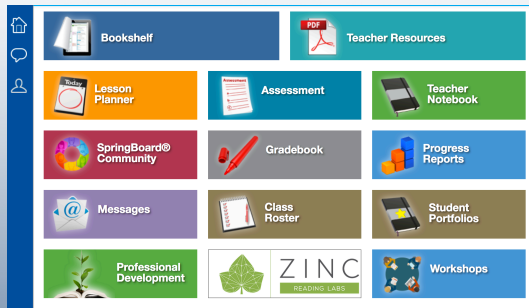 Bookshelf
PDF
Teacher Resources
Today
Lesson
Planner
Assessment
Assessment
Teacher
Notebook
SpringBoard®
Community
Gradebook
Progress
Reports
@
Messages
Class
Roster
Student
Portfolios
Professional
Development
ZINC
READING LABS
Workshops